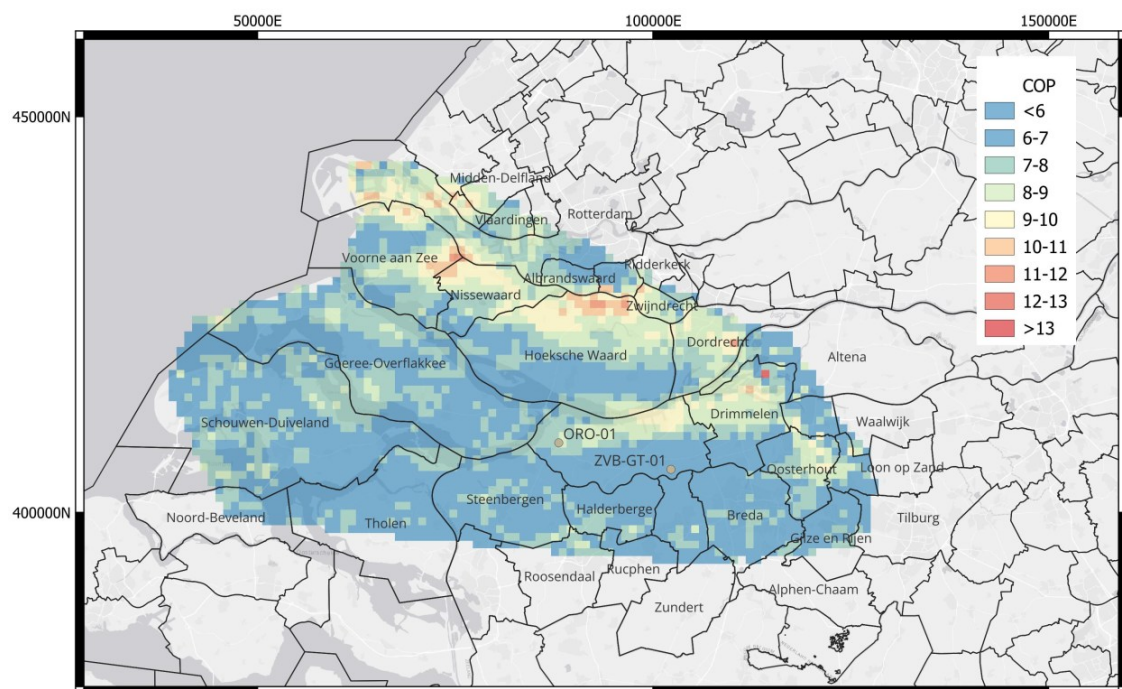 50000E
100000E
150000E
450000N
400000N
COP
<6
6-7
7-8
8-9
9-10
10-11
11-12
12-13
>13
Midden-Delfland
Vlaardingen
Rotterdam
Voorne aan Zee
Ridderkerk
Albrandswaard
Nissewaard
Zwijndrecht
Dordrecht
Hoeksche Waard
Altena
Goeree-Overflakkee
Drimmelen
Schouwen-Duiveland
Waalwijk
ORO-01
ZVB-GT-01
Oosterhout
Loon op Zand
Steenbergen
Halderberge
Breda
Noord-Beveland
Tholen
Tilburg
Gilze en Rijen
Roosendaal
Rucphen
Alphen-Chaam
Zundert